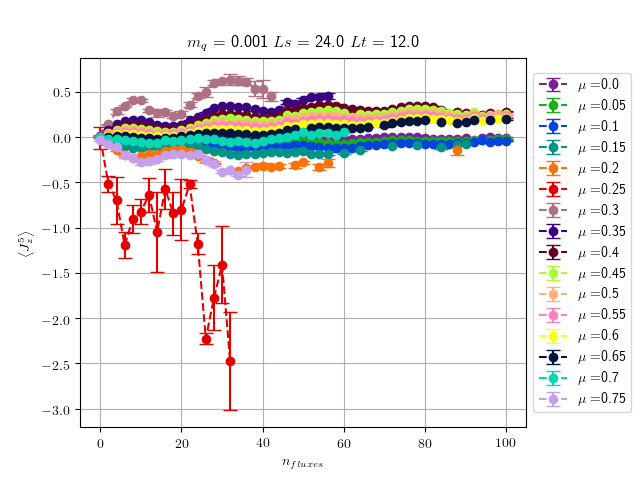 m_q = 0.001 Ls = 24.0 Lt = 12.0
0.5
0.0
−0.5
−1.0
−1.5
−2.0
−2.5
−3.0
⟨J_z^5⟩
0 20 40 60 80 100
n_{fluxes}
μ =0.0
μ =0.05
μ =0.1
μ =0.15
μ =0.2
μ =0.25
μ =0.3
μ =0.35
μ =0.4
μ =0.45
μ =0.5
μ =0.55
μ =0.6
μ =0.65
μ =0.7
μ =0.75